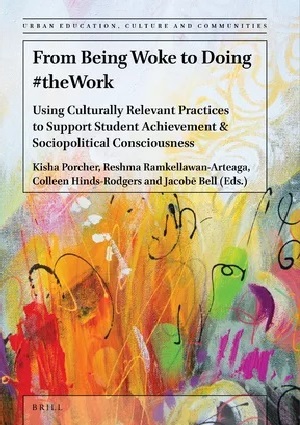 URBAN EDUCATION, CULTURE AND COMMUNITIES
From Being Woke to Doing
#theWork
Using Culturally Relevant Practices
to Support Student Achievement &
Sociopolitical Consciousness
Kisha Porcher, Reshma Ramkellawan-Arteaga,
Colleen Hinds-Rodgers and Jacobē Bell (Eds.)
BRILL